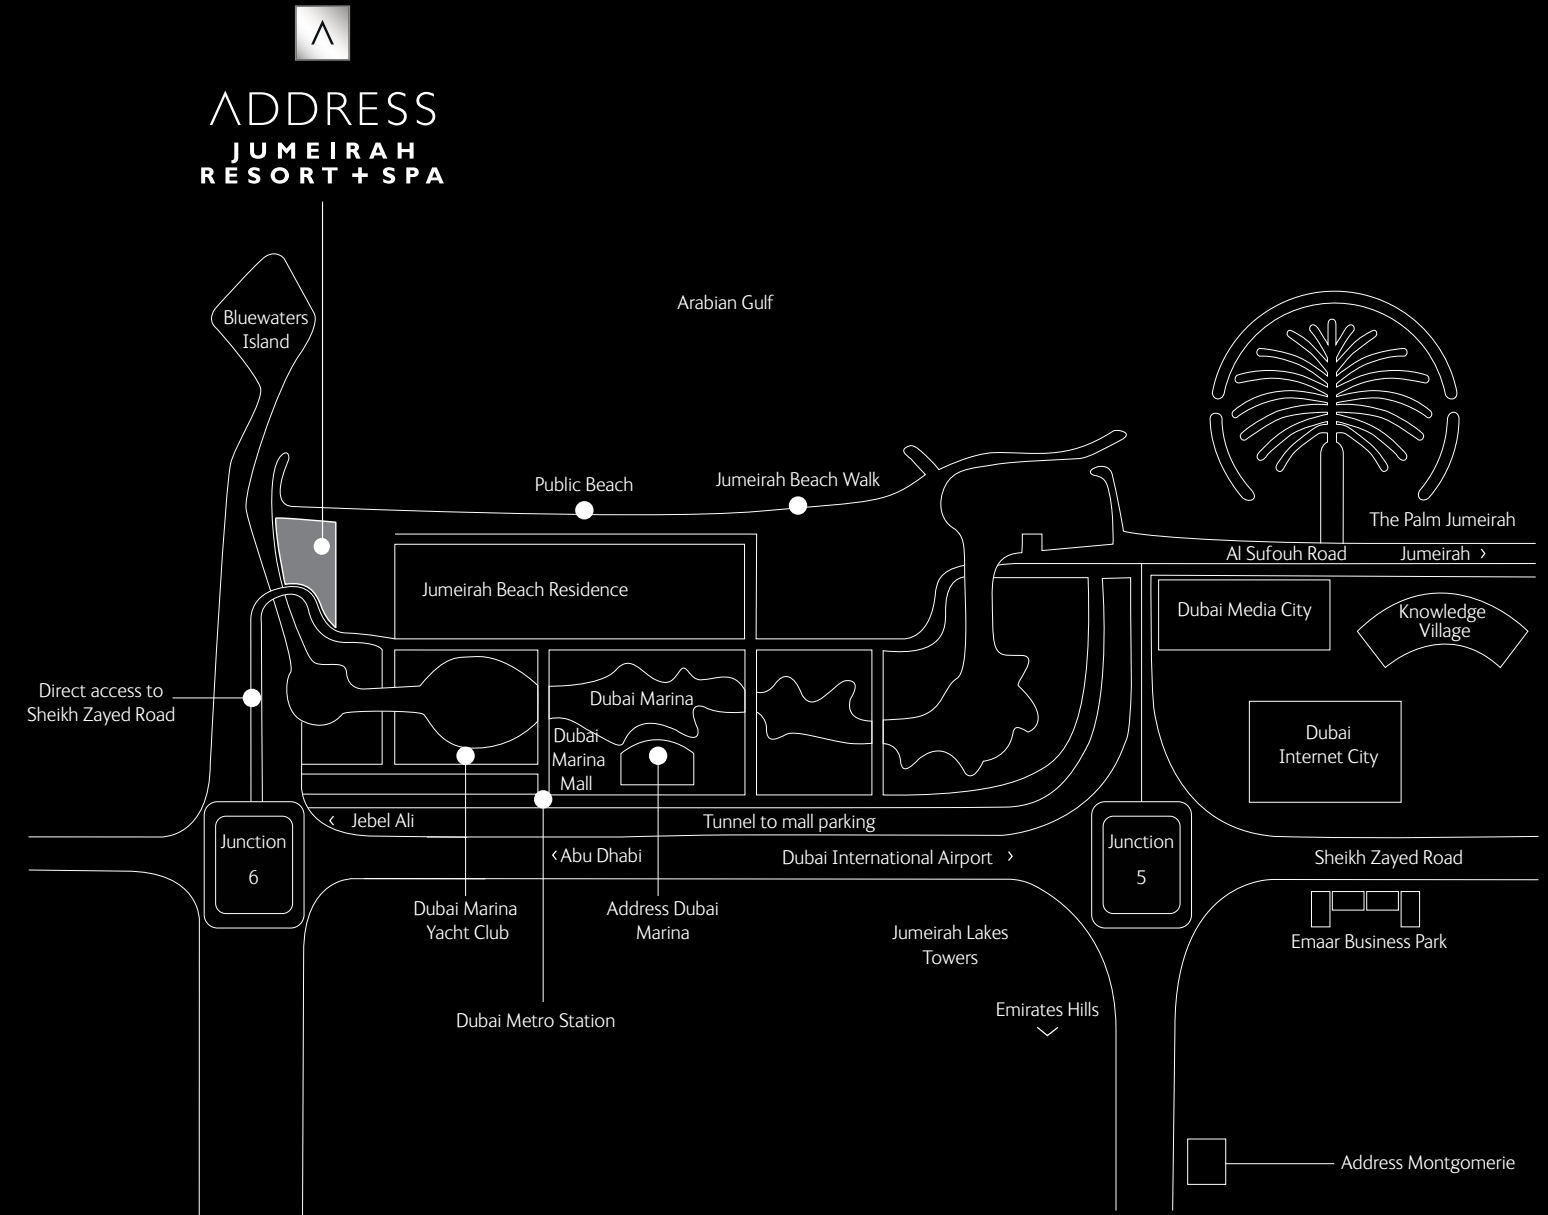 ADDRESS
JUMEIRAH
RESORT + SPA
Bluewaters
Island
Arabian Gulf
Public Beach
Jumeirah Beach Walk
The Palm Jumeirah
Al Sufouh Road
Jumeirah >
Jumeirah Beach Residence
Dubai Media City
Knowledge
Village
Direct access to
Sheikh Zayed Road
Dubai Marina
Dubai
Marina
Mall
Dubai
Internet City
< Jebel Ali
Tunnel to mall parking
Junction
6
< Abu Dhabi
Dubai International Airport >
Junction
5
Sheikh Zayed Road
Dubai Marina
Yacht Club
Address Dubai
Marina
Jumeirah Lakes
Towers
Emaar Business Park
Dubai Metro Station
Emirates Hills
Address Montgomerie